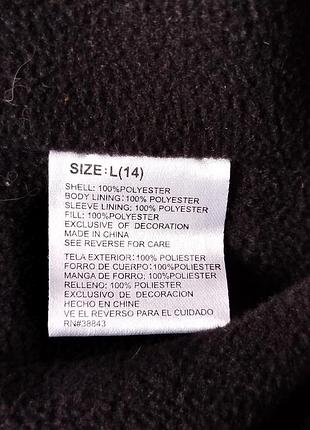 SIZE:L(14)
SHELL: 100%POLYESTER
BODY LINING:100% POLYESTER
SLEEVE LINING:100% POLYESTER
FILL: 100%POLYESTER
EXCLUSIVE OF DECORATION
MADE IN CHINA
SEE REVERSE FOR CARE
TELA EXTERIOR: 100%POLIESTER
FORRO DE CUERPO:100%POLIESTER
MANGA DE FORRO; 100%POLIESTER
RELLENO; 100%POLIESTER
EXCLUSIVO DE DECORACION
HECHO EN CHINE
VE EL REVERSO PARA EL CUIDADO
RN#38843